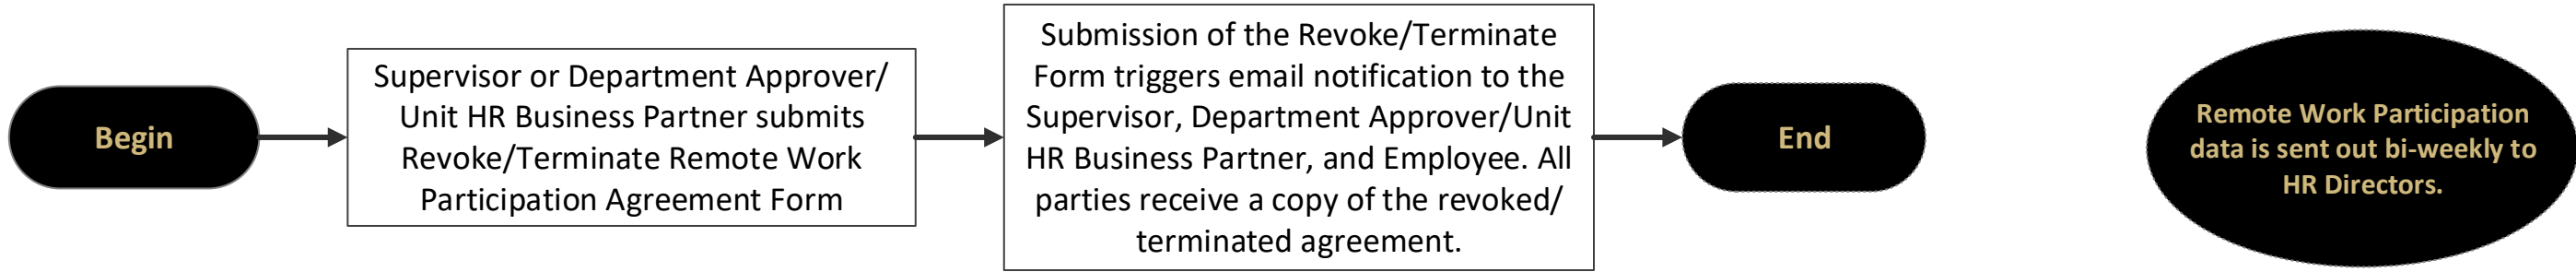 Begin
Supervisor or Department Approver/
Unit HR Business Partner submits
Revoke/Terminate Remote Work
Participation Agreement Form
Submission of the Revoke/Terminate
Form triggers email notification to the
Supervisor, Department Approver/Unit
HR Business Partner, and Employee. All
parties receive a copy of the revoked/
terminated agreement.
End
Remote Work Participation
data is sent out bi-weekly to
HR Directors.